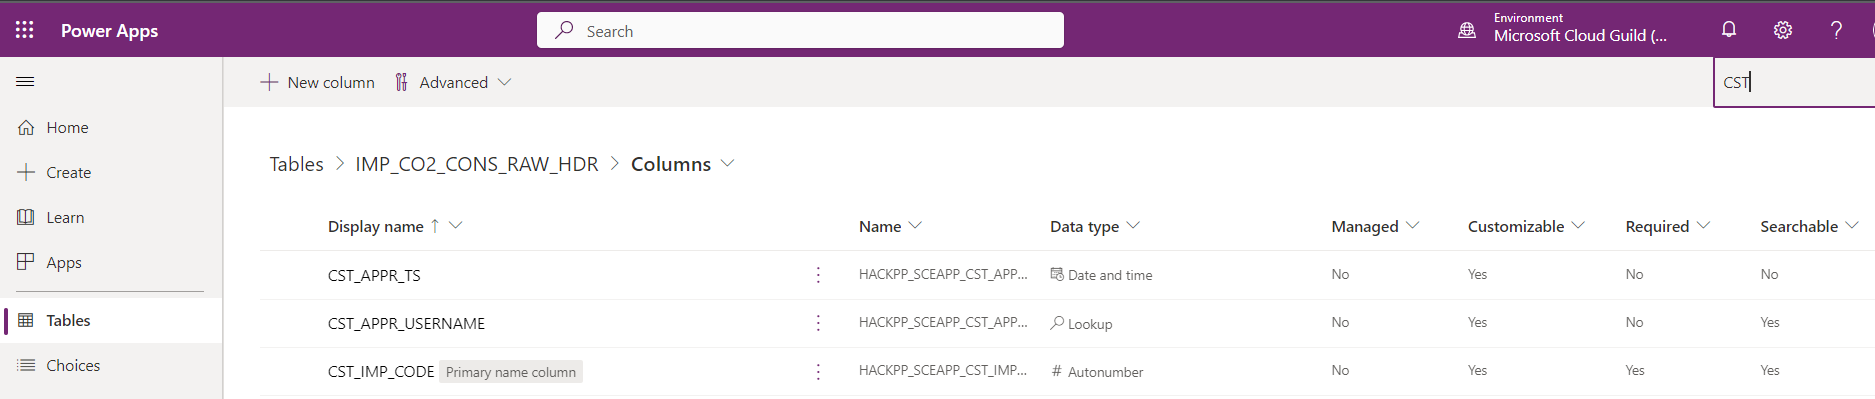 Power Apps
Search
Environment
Microsoft Cloud Guild (...
New column
Advanced
CST
Home
Create
Learn
Apps
Tables
Choices
Tables > IMP_CO2_CONS_RAW_HDR > Columns
Display name ↑ Name Data type Managed Customizable Required Searchable
CST_APPR_TS HACKPP_SCEAPP_CST_APP... Date and time No Yes No No
CST_APPR_USERNAME HACKPP_SCEAPP_CST_APP... Lookup No Yes No Yes
CST_IMP_CODE Primary name column HACKPP_SCEAPP_CST_IMP... # Autonumber No Yes Yes Yes